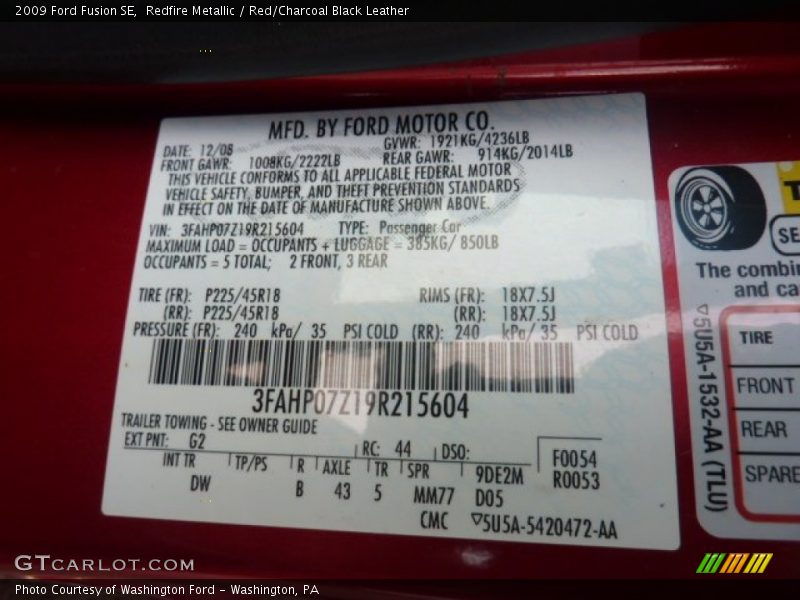 2009 Ford Fusion SE, Redfire Metallic / Red/Charcoal Black Leather
MFD. BY FORD MOTOR CO.
DATE: 12/08 GVWR: 1921KG/4236LB
FRONT GAWR: 1008KG/2222LB REAR GAWR: 914KG/2014LB
THIS VEHICLE CONFORMS TO ALL APPLICABLE FEDERAL MOTOR
VEHICLE SAFETY, BUMPER, AND THEFT PREVENTION STANDARDS
IN EFFECT ON THE DATE OF MANUFACTURE SHOWN ABOVE.
VIN: 3FAHP07Z19R215604 TYPE: Passenger Car
MAXIMUM LOAD = OCCUPANTS + LUGGAGE = 385KG/ 850LB
OCCUPANTS = 5 TOTAL; 2 FRONT, 3 REAR
TIRE (FR): P225/45R18 RIMS (FR): 18X7.5J
(RR): P225/45R18 (RR): 18X7.5J
PRESSURE (FR): 240 kPa/ 35 PSI COLD (RR): 240 kPa/ 35 PSI COLD
3FAHP07Z19R215604
TRAILER TOWING - SEE OWNER GUIDE
EXT PNT: G2 RC: 44 DSO: F0054
INT TR TP/PS R AXLE TR SPR 9DE2M R0053
DW B 43 5 MM77 D05
CMC ▽5U5A-5420472-AA
T
SE
The combin
and ca
▽5U5A-1532-AA (TLU)
TIRE
FRONT
REAR
SPARE
GTCARLOT.COM
Photo Courtesy of Washington Ford - Washington, PA